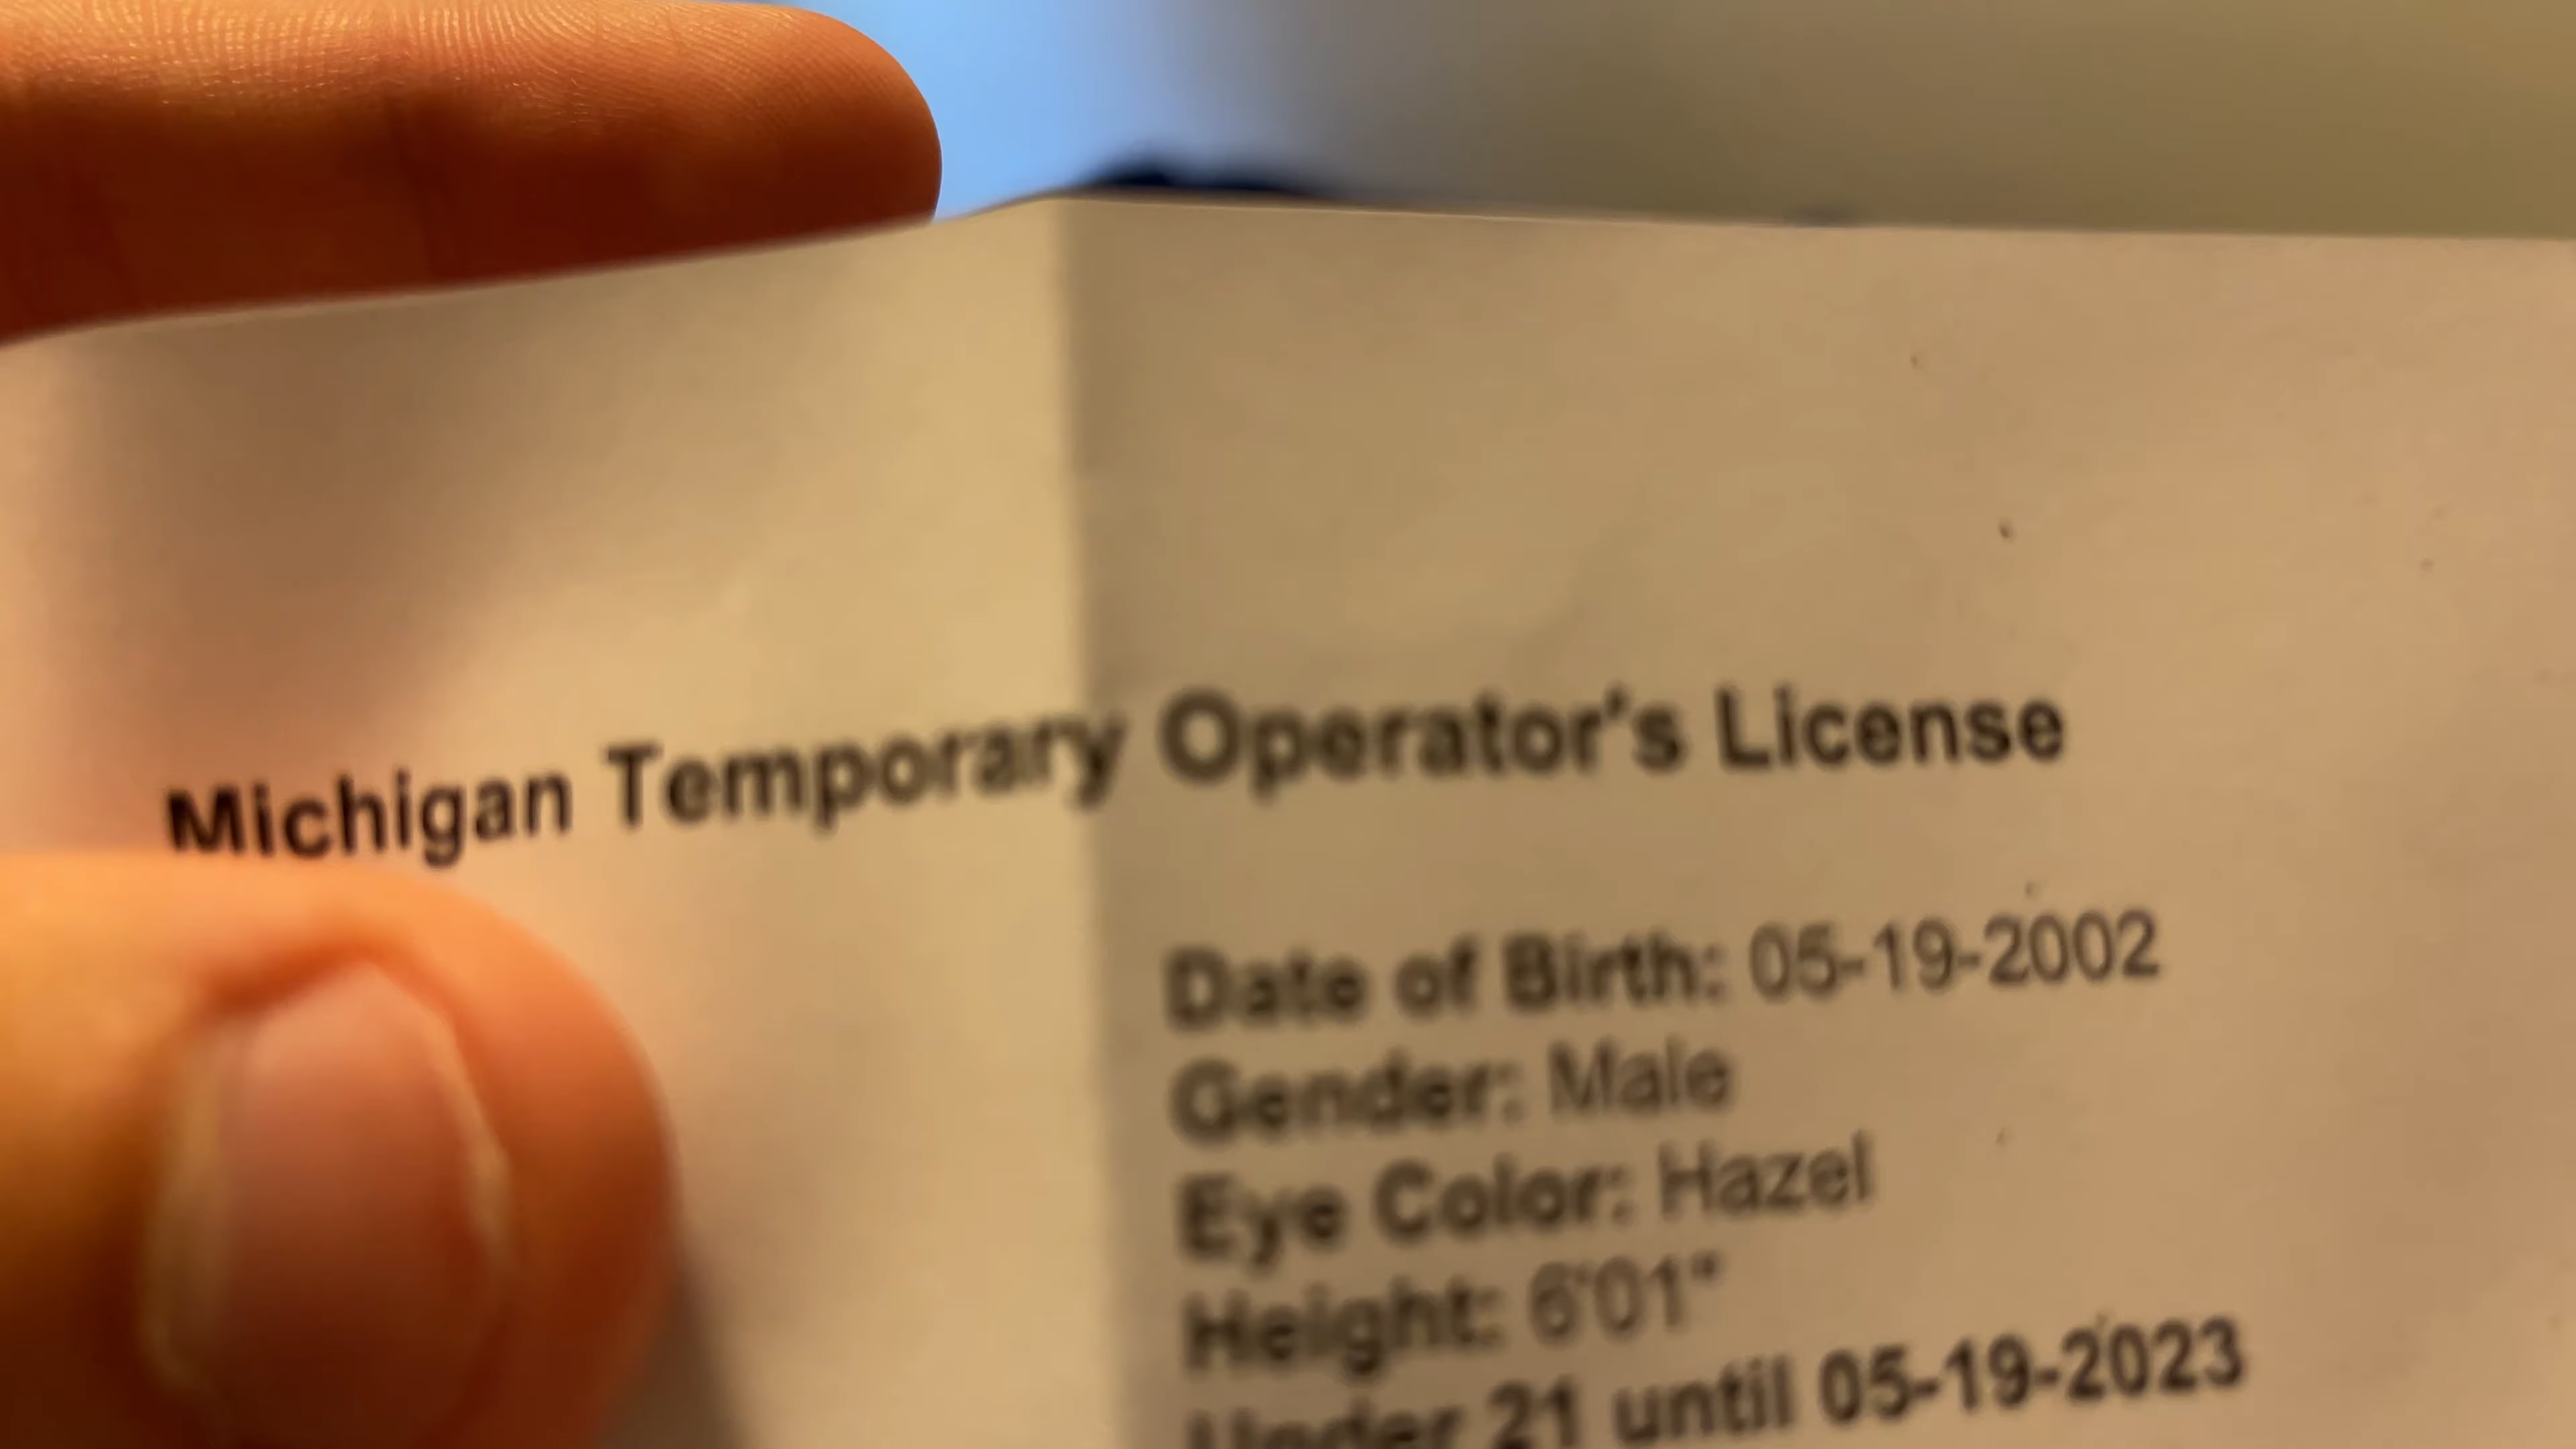 Michigan Temporary Operator's License
Date of Birth: 05-19-2002
Gender: Male
Eye Color: Hazel
Height: 6'01"
Under 21 until 05-19-2023